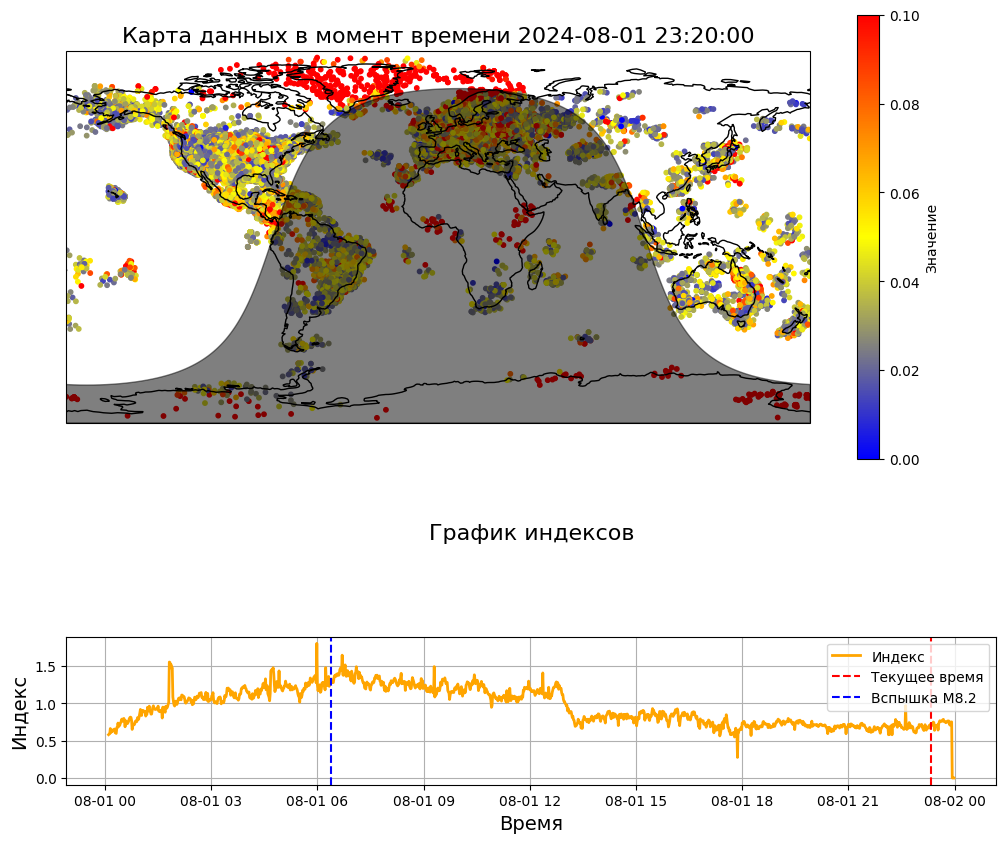 Карта данных в момент времени 2024-08-01 23:20:00
0.10
0.08
0.06
0.04
0.02
0.00
Значение
График индексов
Индекс
1.5
1.0
0.5
0.0
Индекс
Текущее время
Вспышка M8.2
08-01 00 08-01 03 08-01 06 08-01 09 08-01 12 08-01 15 08-01 18 08-01 21 08-02 00
Время